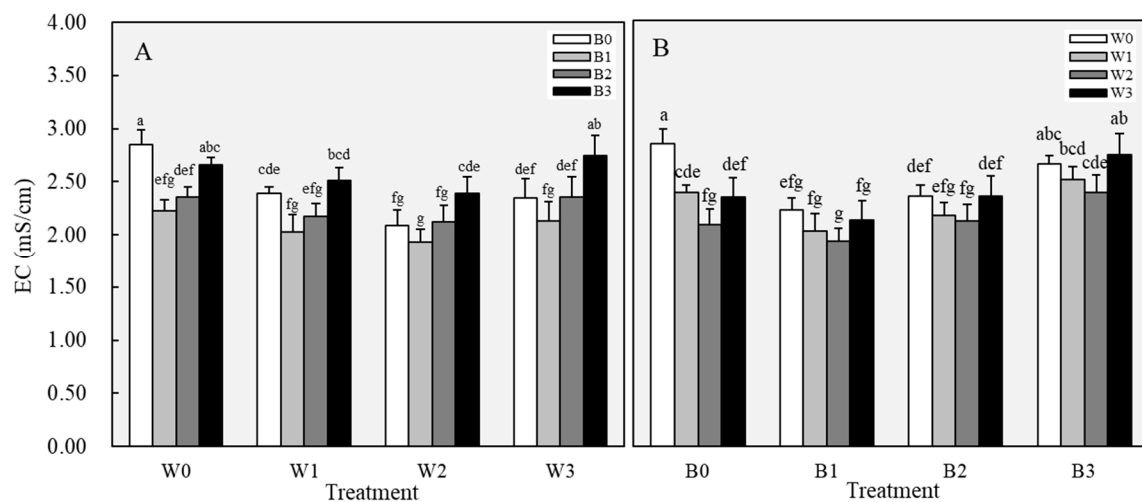 4.00
3.50
3.00
2.50
2.00
1.50
1.00
0.50
0.00
EC (mS/cm)
A
B0
B1
B2
B3
a
efg
def
abc
cde
fg
efg
bcd
fg
g
fg
cde
def
fg
def
ab
W0 W1 W2 W3
Treatment
B
W0
W1
W2
W3
a
cde
fg
def
efg
fg
g
fg
def
efg
fg
def
abc
bcd
cde
ab
B0 B1 B2 B3
Treatment